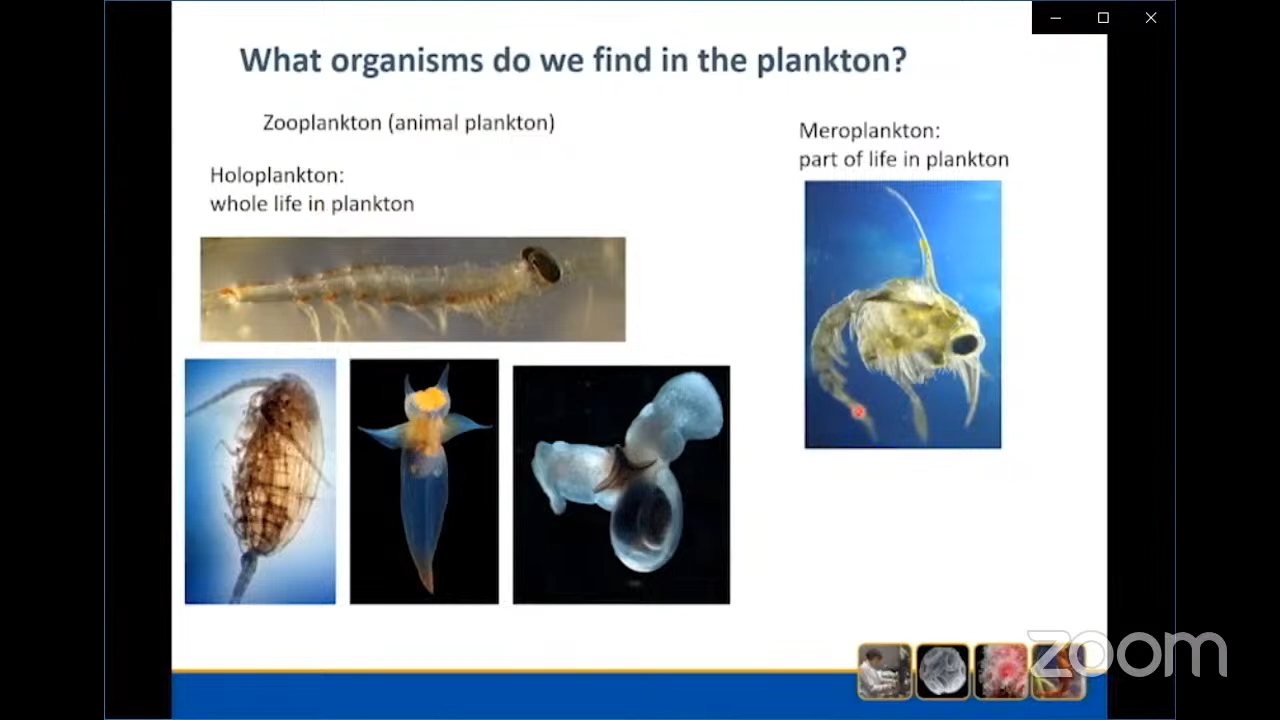 What organisms do we find in the plankton?
Zooplankton (animal plankton)
Holoplankton:
whole life in plankton
Meroplankton:
part of life in plankton
zoom